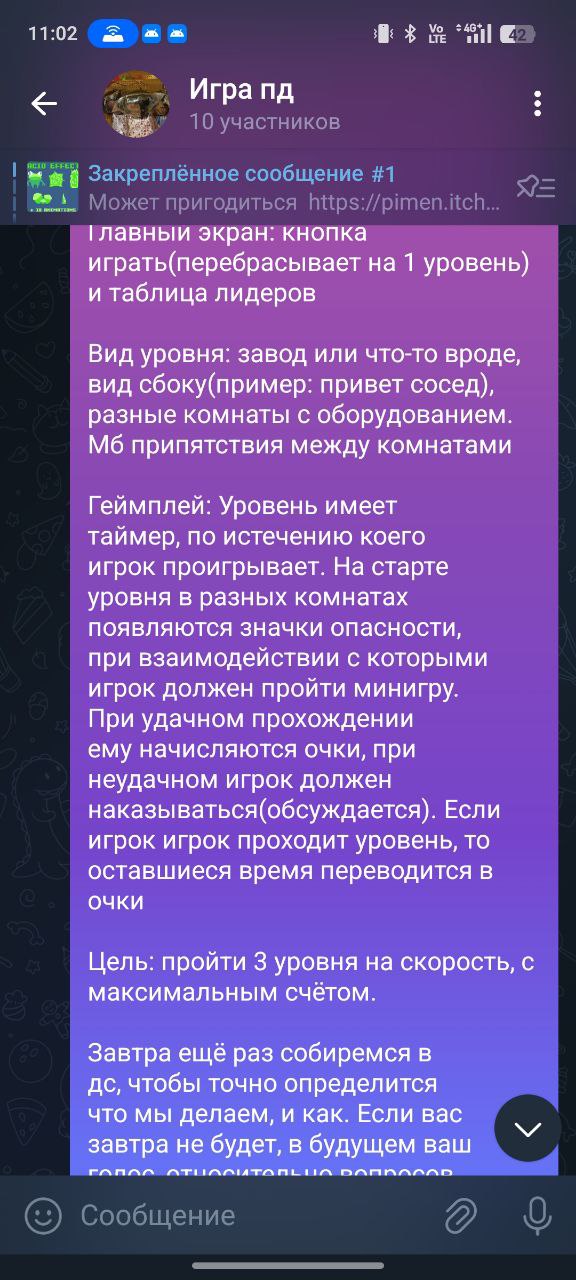 11:02
Vo LTE
4G+
42
Игра пд
10 участников
ACID EFFECT
Закреплённое сообщение #1
Может пригодиться https://pimen.itch...
Главный экран: кнопка
играть(перебрасывает на 1 уровень)
и таблица лидеров
Вид уровня: завод или что-то вроде,
вид сбоку(пример: привет сосед),
разные комнаты с оборудованием.
Мб припятствия между комнатами
Геймплей: Уровень имеет
таймер, по истечению коего
игрок проигрывает. На старте
уровня в разных комнатах
появляются значки опасности,
при взаимодействии с которыми
игрок должен пройти минигру.
При удачном прохождении
ему начисляются очки, при
неудачном игрок должен
наказываться(обсуждается). Если
игрок игрок проходит уровень, то
оставшиеся время переводится в
очки
Цель: пройти 3 уровня на скорость, с
максимальным счётом.
Завтра ещё раз собиремся в
дс, чтобы точно определится
что мы делаем, и как. Если вас
завтра не будет, в будущем ваш
голос, относительно вопросов
Сообщение